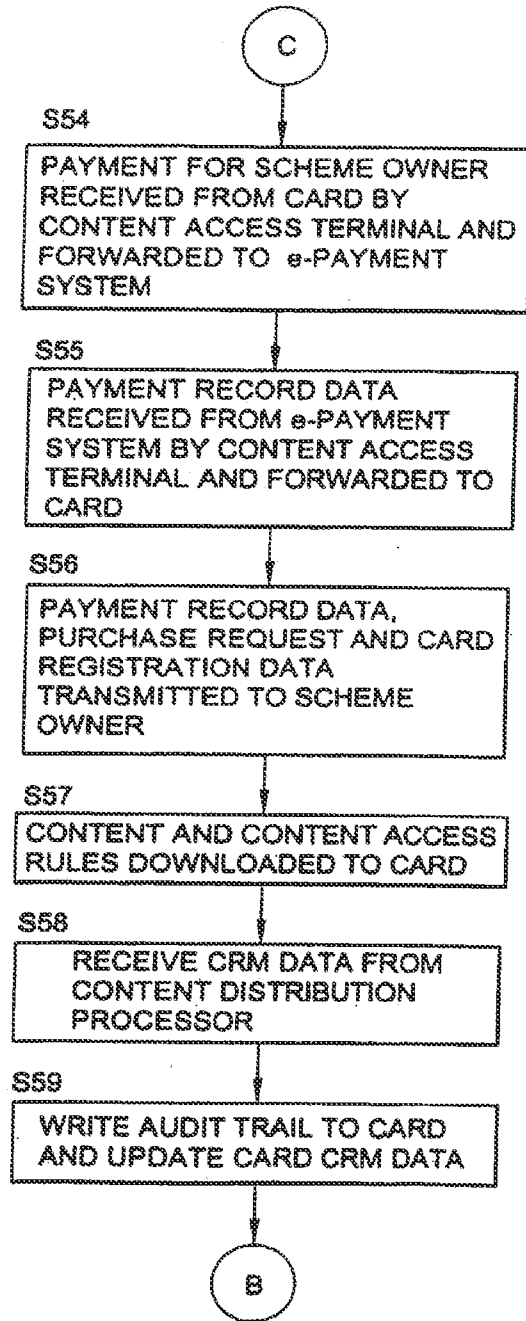 C
S54
PAYMENT FOR SCHEME OWNER
RECEIVED FROM CARD BY
CONTENT ACCESS TERMINAL AND
FORWARDED TO e-PAYMENT
SYSTEM
S55
PAYMENT RECORD DATA
RECEIVED FROM e-PAYMENT
SYSTEM BY CONTENT ACCESS
TERMINAL AND FORWARDED TO
CARD
S56
PAYMENT RECORD DATA,
PURCHASE REQUEST AND CARD
REGISTRATION DATA
TRANSMITTED TO SCHEME
OWNER
S57
CONTENT AND CONTENT ACCESS
RULES DOWNLOADED TO CARD
S58
RECEIVE CRM DATA FROM
CONTENT DISTRIBUTION
PROCESSOR
S59
WRITE AUDIT TRAIL TO CARD
AND UPDATE CARD CRM DATA
B